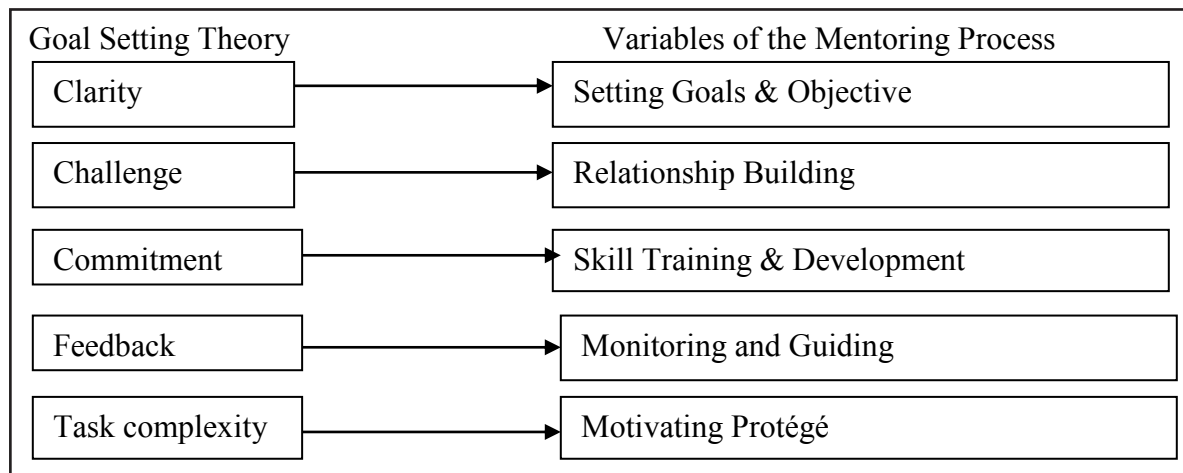 Goal Setting Theory
Variables of the Mentoring Process
Clarity
Setting Goals & Objective
Challenge
Relationship Building
Commitment
Skill Training & Development
Feedback
Monitoring and Guiding
Task complexity
Motivating Protégé